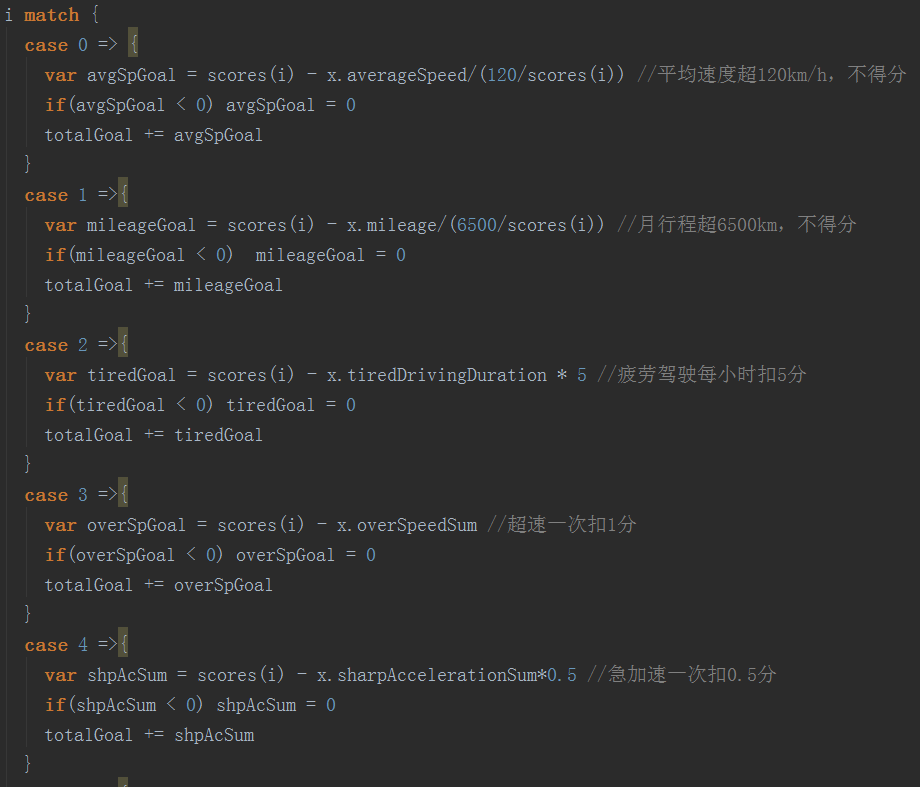 i match {
case 0 => {
var avgSpGoal = scores(i) - x.averageSpeed/(120/scores(i)) //平均速度超120km/h，不得分
if(avgSpGoal < 0) avgSpGoal = 0
totalGoal += avgSpGoal
}
case 1 =>{
var mileageGoal = scores(i) - x.mileage/(6500/scores(i)) //月行程超6500km，不得分
if(mileageGoal < 0)  mileageGoal = 0
totalGoal += mileageGoal
}
case 2 =>{
var tiredGoal = scores(i) - x.tiredDrivingDuration * 5 //疲劳驾驶每小时扣5分
if(tiredGoal < 0) tiredGoal = 0
totalGoal += tiredGoal
}
case 3 =>{
var overSpGoal = scores(i) - x.overSpeedSum //超速一次扣1分
if(overSpGoal < 0) overSpGoal = 0
totalGoal += overSpGoal
}
case 4 =>{
var shpAcSum = scores(i) - x.sharpAccelerationSum*0.5 //急加速一次扣0.5分
if(shpAcSum < 0) shpAcSum = 0
totalGoal += shpAcSum
}